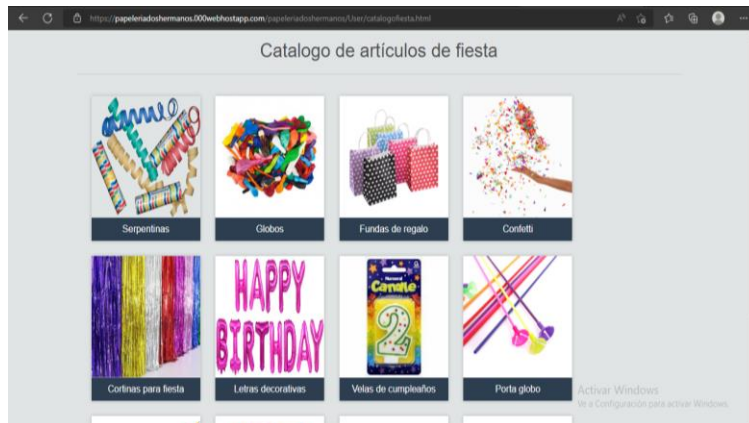 https://papeleriadoshermanos.000webhostapp.com/papeleriadoshermanos/User/catalogofiesta.html
Catalogo de artículos de fiesta
Serpentinas
Globos
Fundas de regalo
Confetti
HAPPY
BIRTHDAY
Candle
2
Cortinas para fiesta
Letras decorativas
Velas de cumpleaños
Porta globo
Activar Windows
Ve a Configuración para activar Windows.